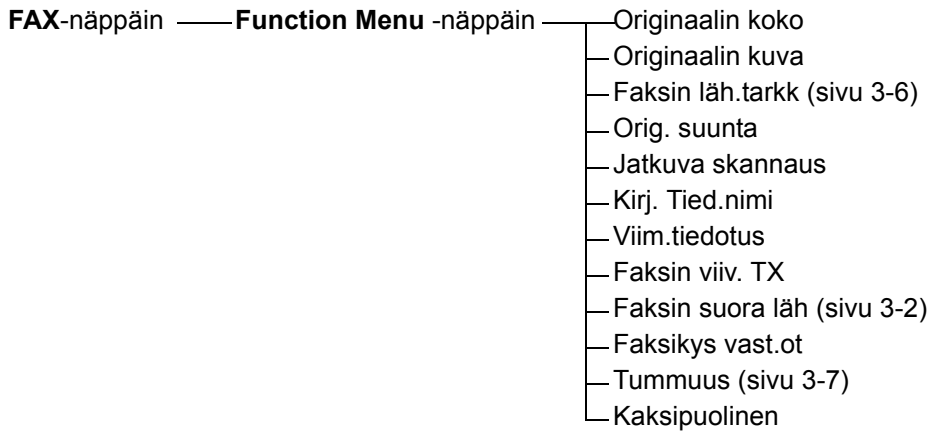 FAX-näppäin Function Menu -näppäin Originaalin koko
Originaalin kuva
Faksin läh.tarkk (sivu 3-6)
Orig. suunta
Jatkuva skannaus
Kirj. Tied.nimi
Viim.tiedotus
Faksin viiv. TX
Faksin suora läh (sivu 3-2)
Faksikys vast.ot
Tummuus (sivu 3-7)
Kaksipuolinen